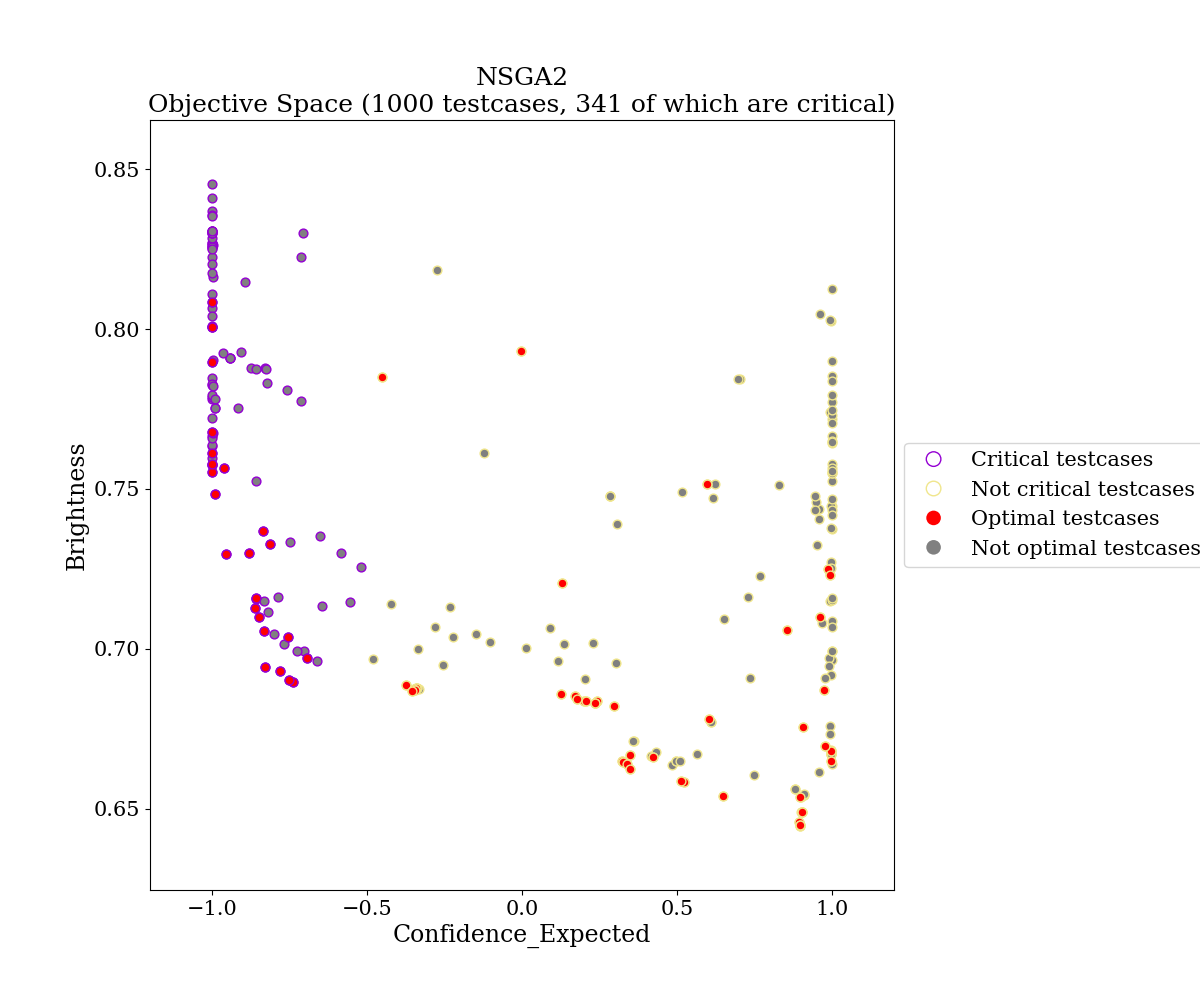 NSGA2
Objective Space (1000 testcases, 341 of which are critical)
0.85
0.80
0.75
0.70
0.65
Brightness
−1.0
−0.5
0.0
0.5
1.0
Confidence_Expected
Critical testcases
Not critical testcases
Optimal testcases
Not optimal testcases